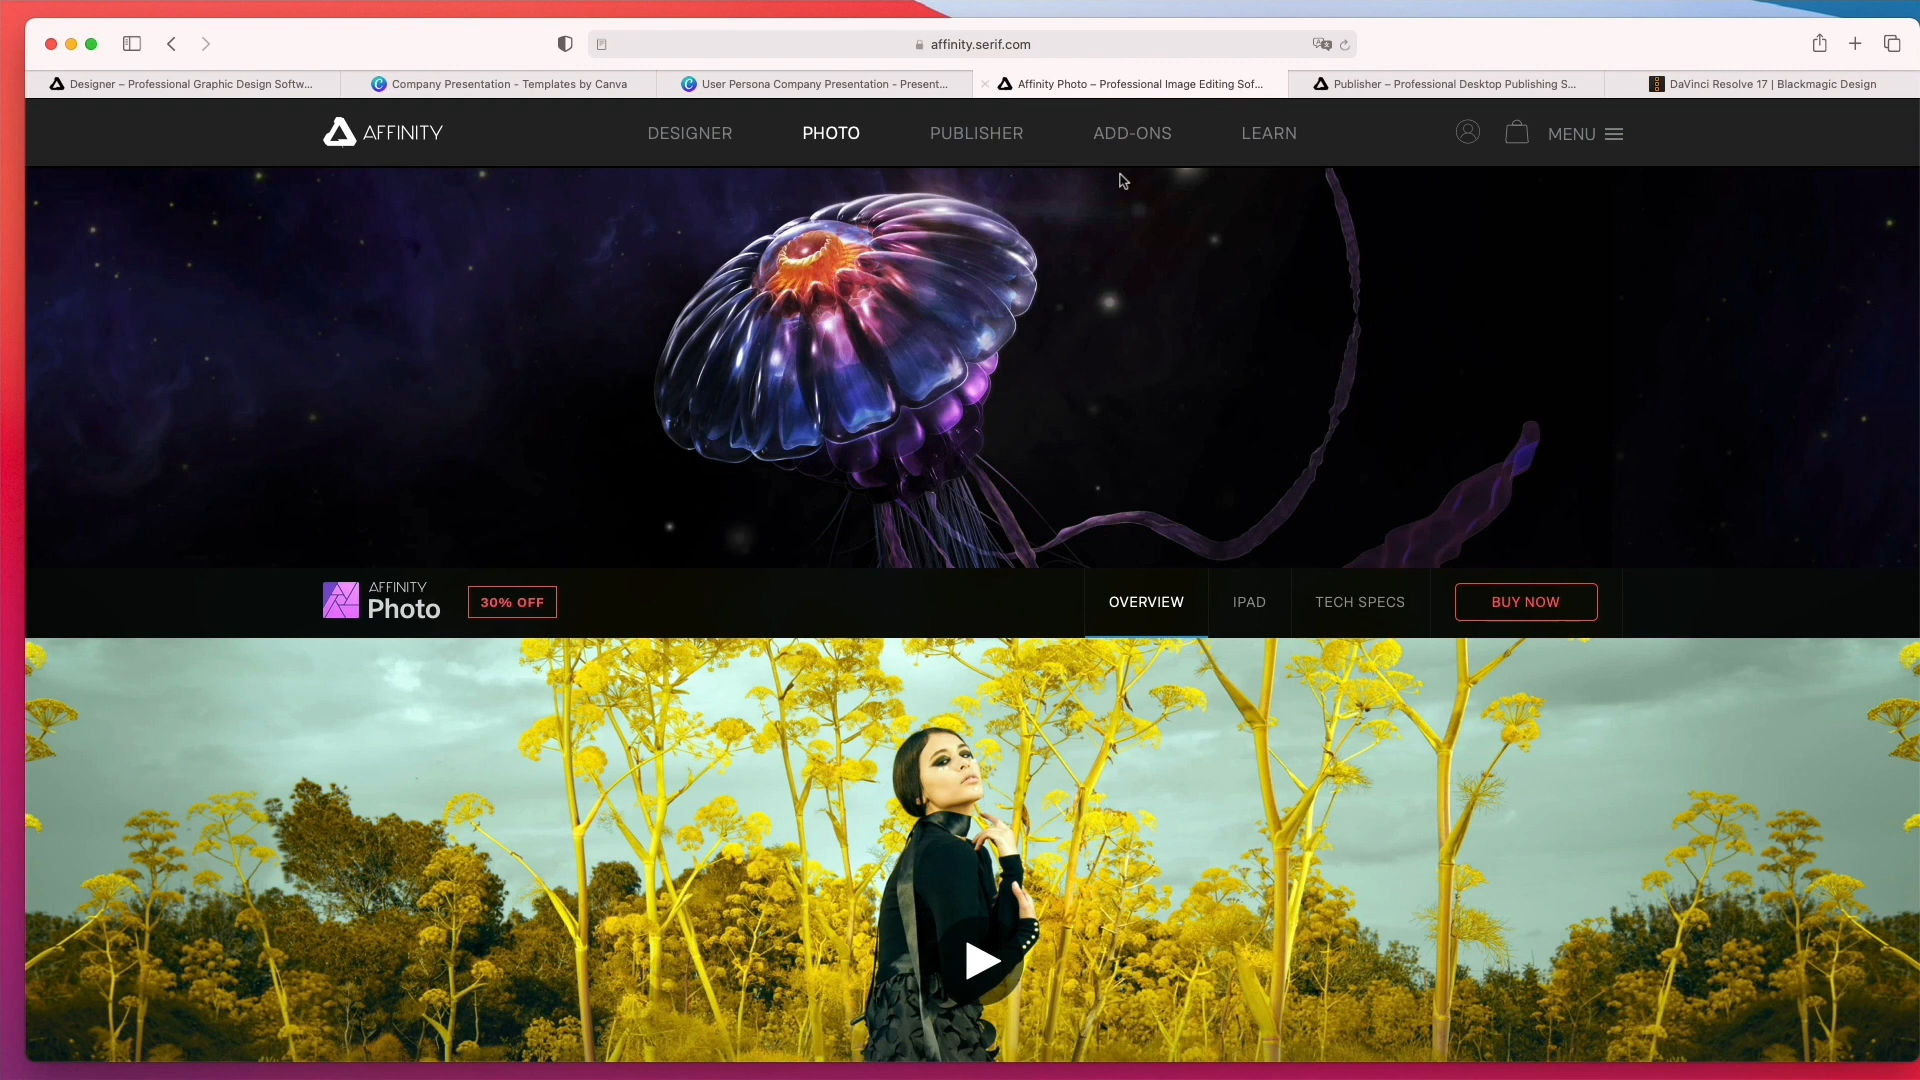 affinity.serif.com
Designer – Professional Graphic Design Softw...
Company Presentation - Templates by Canva
User Persona Company Presentation - Present...
Affinity Photo – Professional Image Editing Sof...
Publisher – Professional Desktop Publishing S...
DaVinci Resolve 17 | Blackmagic Design
AFFINITY
DESIGNER
PHOTO
PUBLISHER
ADD-ONS
LEARN
MENU
AFFINITY
Photo
30% OFF
OVERVIEW
IPAD
TECH SPECS
BUY NOW